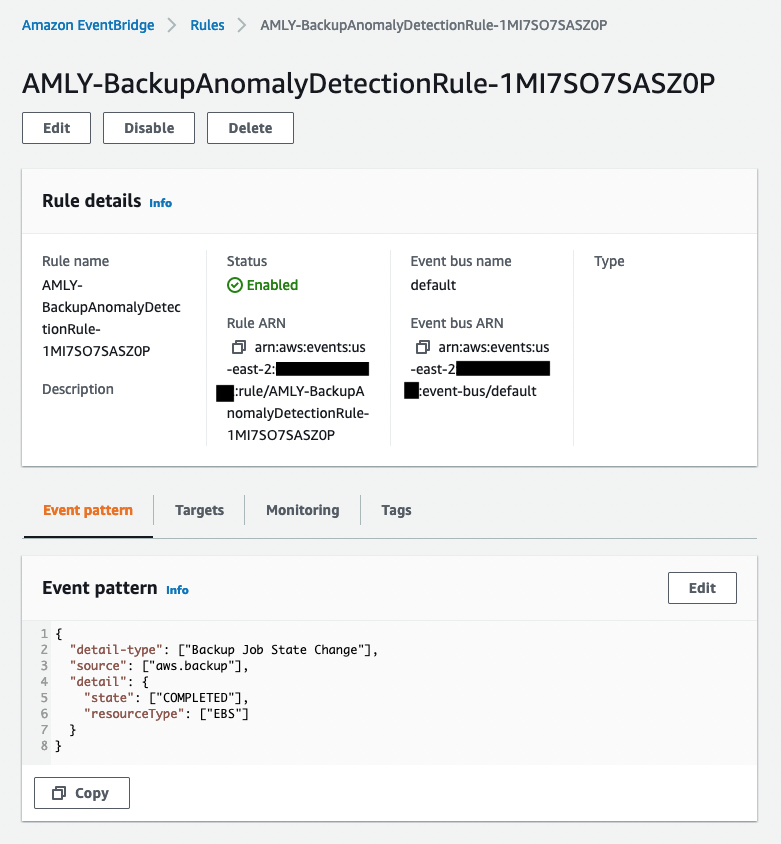 Amazon EventBridge > Rules > AMLY-BackupAnomalyDetectionRule-1MI7SO7SASZ0P
AMLY-BackupAnomalyDetectionRule-1MI7SO7SASZ0P
Edit Disable Delete
Rule details Info
Rule name
AMLY-
BackupAnomalyDetec
tionRule-
1MI7SO7SASZ0P
Description
Status
Enabled
Rule ARN
arn:aws:events:us
-east-2:
:rule/AMLY-BackupA
nomalyDetectionRule-
1MI7SO7SASZ0P
Event bus name
default
Event bus ARN
arn:aws:events:us
-east-2
:event-bus/default
Type
Event pattern Targets Monitoring Tags
Event pattern Info
Edit
1 {
2 "detail-type": ["Backup Job State Change"],
3 "source": ["aws.backup"],
4 "detail": {
5 "state": ["COMPLETED"],
6 "resourceType": ["EBS"]
7 }
8 }
Copy